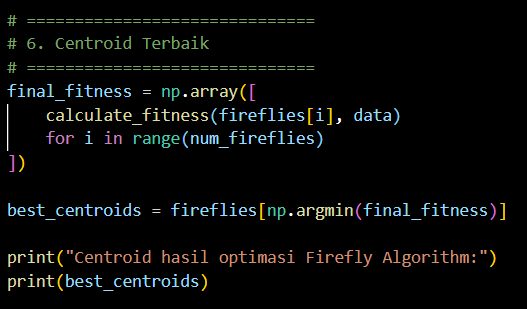 # ==============================
# 6. Centroid Terbaik
# ==============================
final_fitness = np.array([
    calculate_fitness(fireflies[i], data)
    for i in range(num_fireflies)
])

best_centroids = fireflies[np.argmin(final_fitness)]

print("Centroid hasil optimasi Firefly Algorithm:")
print(best_centroids)